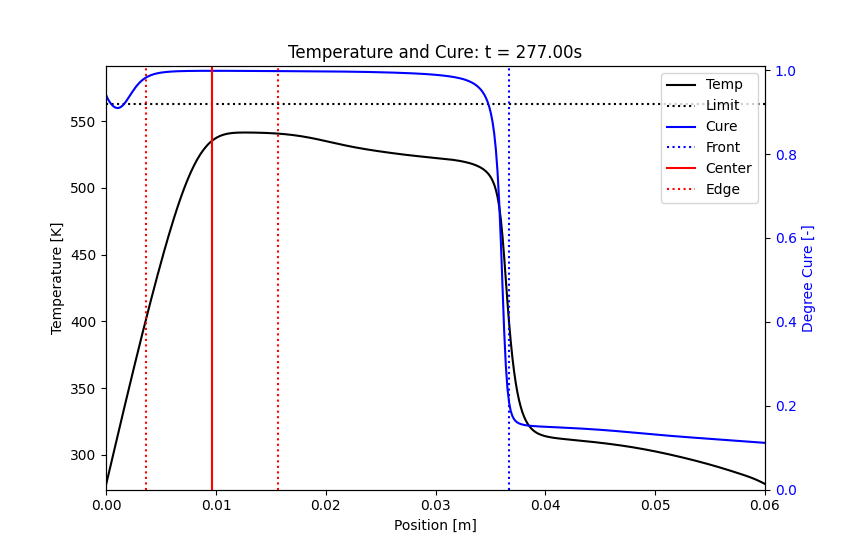 Temperature and Cure: t = 277.00s
Temperature [K]
550
500
450
400
350
300
Temp
Limit
Cure
Front
Center
Edge
1.0
0.8
0.6
0.4
0.2
0.0
Degree Cure [-]
0.00
0.01
0.02
0.03
0.04
0.05
0.06
Position [m]